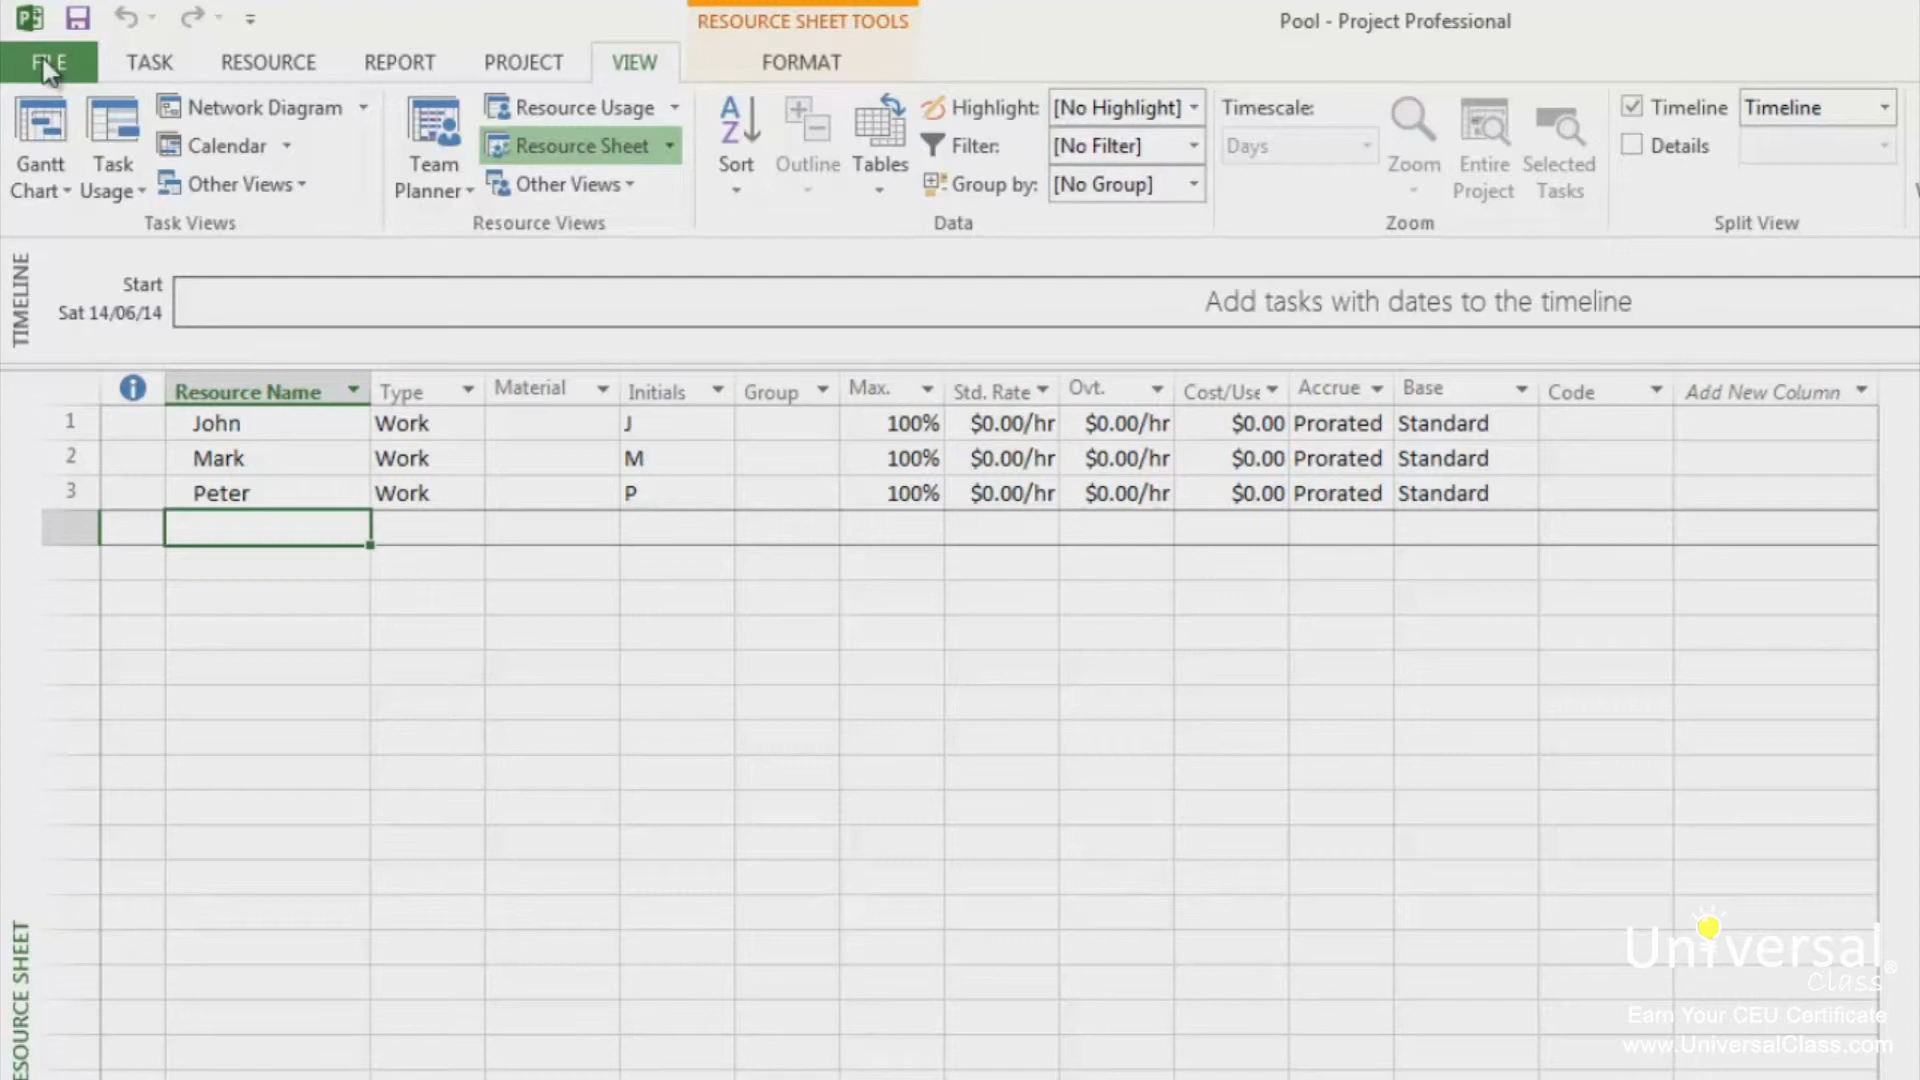 RESOURCE SHEET TOOLS
Pool - Project Professional
FILE TASK RESOURCE REPORT PROJECT VIEW FORMAT
Gantt Chart
Task Usage
Network Diagram
Calendar
Other Views
Task Views
Team Planner
Resource Usage
Resource Sheet
Other Views
Resource Views
Sort
Outline
Tables
Highlight: [No Highlight]
Filter: [No Filter]
Group by: [No Group]
Data
Timescale:
Days
Zoom
Entire Project
Selected Tasks
Zoom
Timeline Timeline
Details
Split View
TIMELINE
Start
Sat 14/06/14
Add tasks with dates to the timeline
Resource Name Type Material Initials Group Max. Std. Rate Ovt. Cost/Use Accrue Base Code Add New Column
1 John Work J 100% $0.00/hr $0.00/hr $0.00 Prorated Standard
2 Mark Work M 100% $0.00/hr $0.00/hr $0.00 Prorated Standard
3 Peter Work P 100% $0.00/hr $0.00/hr $0.00 Prorated Standard
ESOURCE SHEET
Universal
Class®
Earn Your CEU Certificate
www.UniversalClass.com